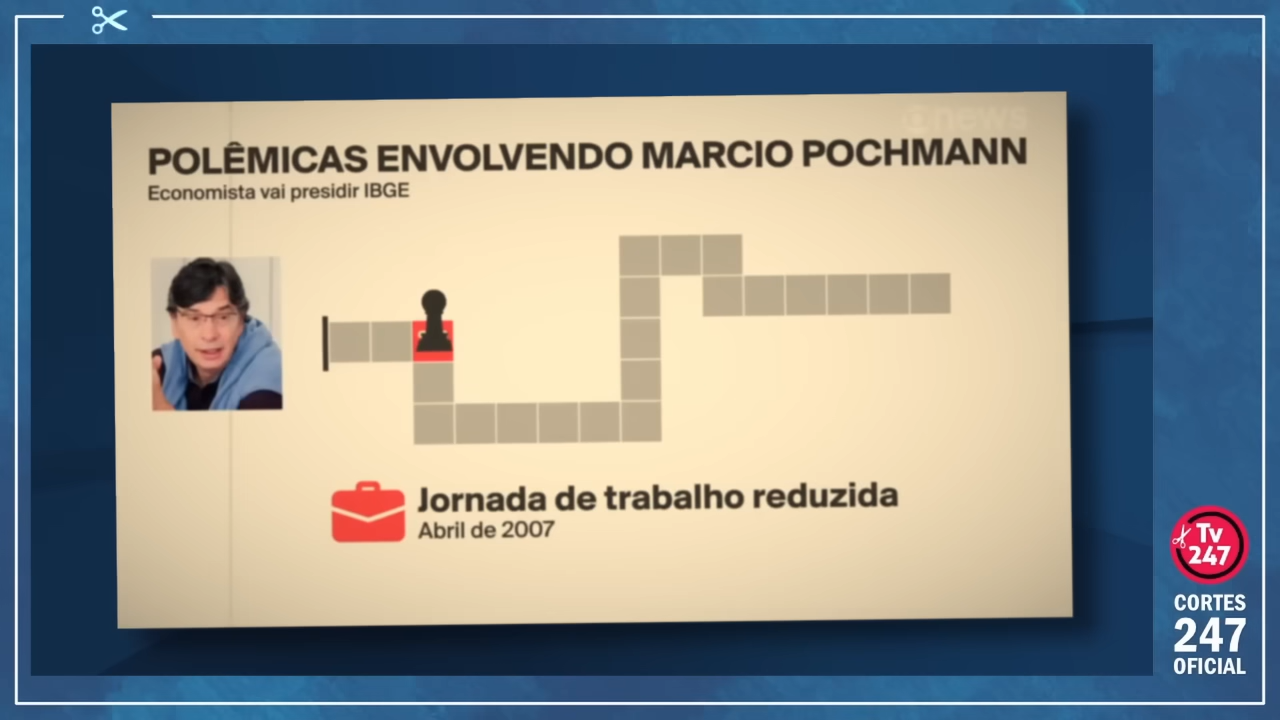 news
POLÊMICAS ENVOLVENDO MARCIO POCHMANN
Economista vai presidir IBGE
Jornada de trabalho reduzida
Abril de 2007
Tv
247
CORTES
247
OFICIAL